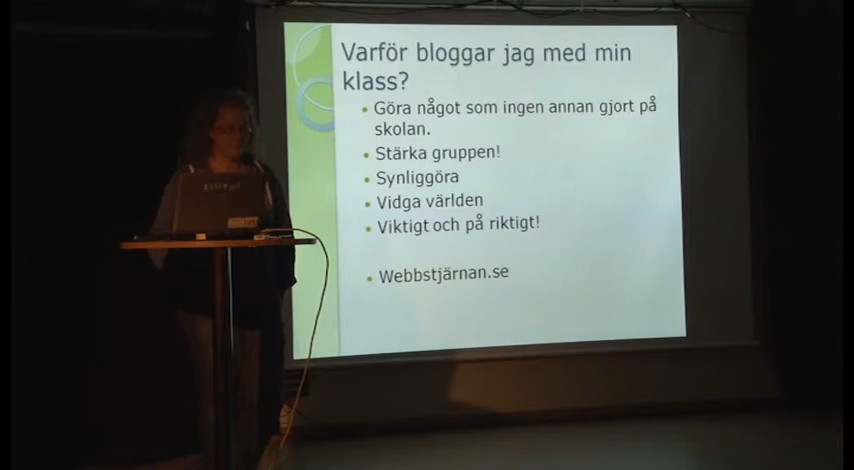 Varför bloggar jag med min
klass?
• Göra något som ingen annan gjort på
skolan.
• Stärka gruppen!
• Synliggöra
• Vidga världen
• Viktigt och på riktigt!
• Webbstjärnan.se